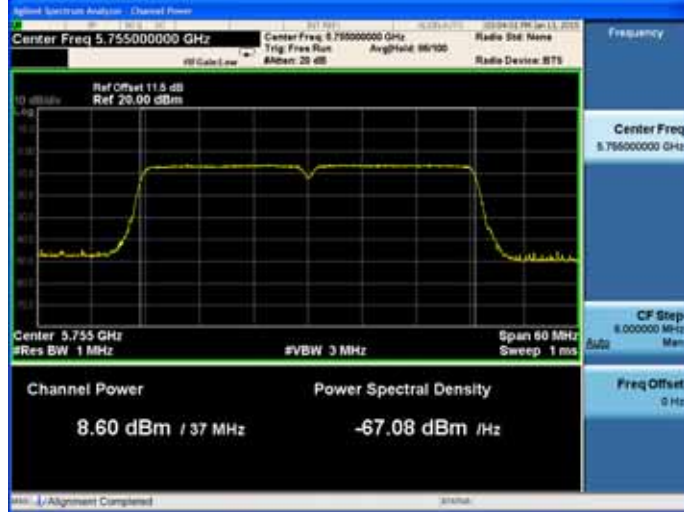 Agilent Spectrum Analyzer - Channel Power
Center Freq 5.755000000 GHz
#IFGain:Low
Center Freq: 5.755000000 GHz
Trig: Free Run
Avg|Hold: 
#Atten: 20 dB
Radio Std: None
Radio Device: BTS
Ref Offset 11.5 dB
10 dB/div
Ref 20.00 dBm
Log
Center 5.755 GHz
Span 60 MHz
#Res BW 1 MHz
#VBW 3 MHz
Sweep 1 ms
Channel Power
Power Spectral Density
8.60 dBm / 37 MHz
-67.08 dBm /Hz
Frequency
Center Freq
5.755000000 GHz
CF Step
6.000000 MHz
Auto
Man
Freq Offset
0 Hz
MSG
Alignment Completed
STATUS